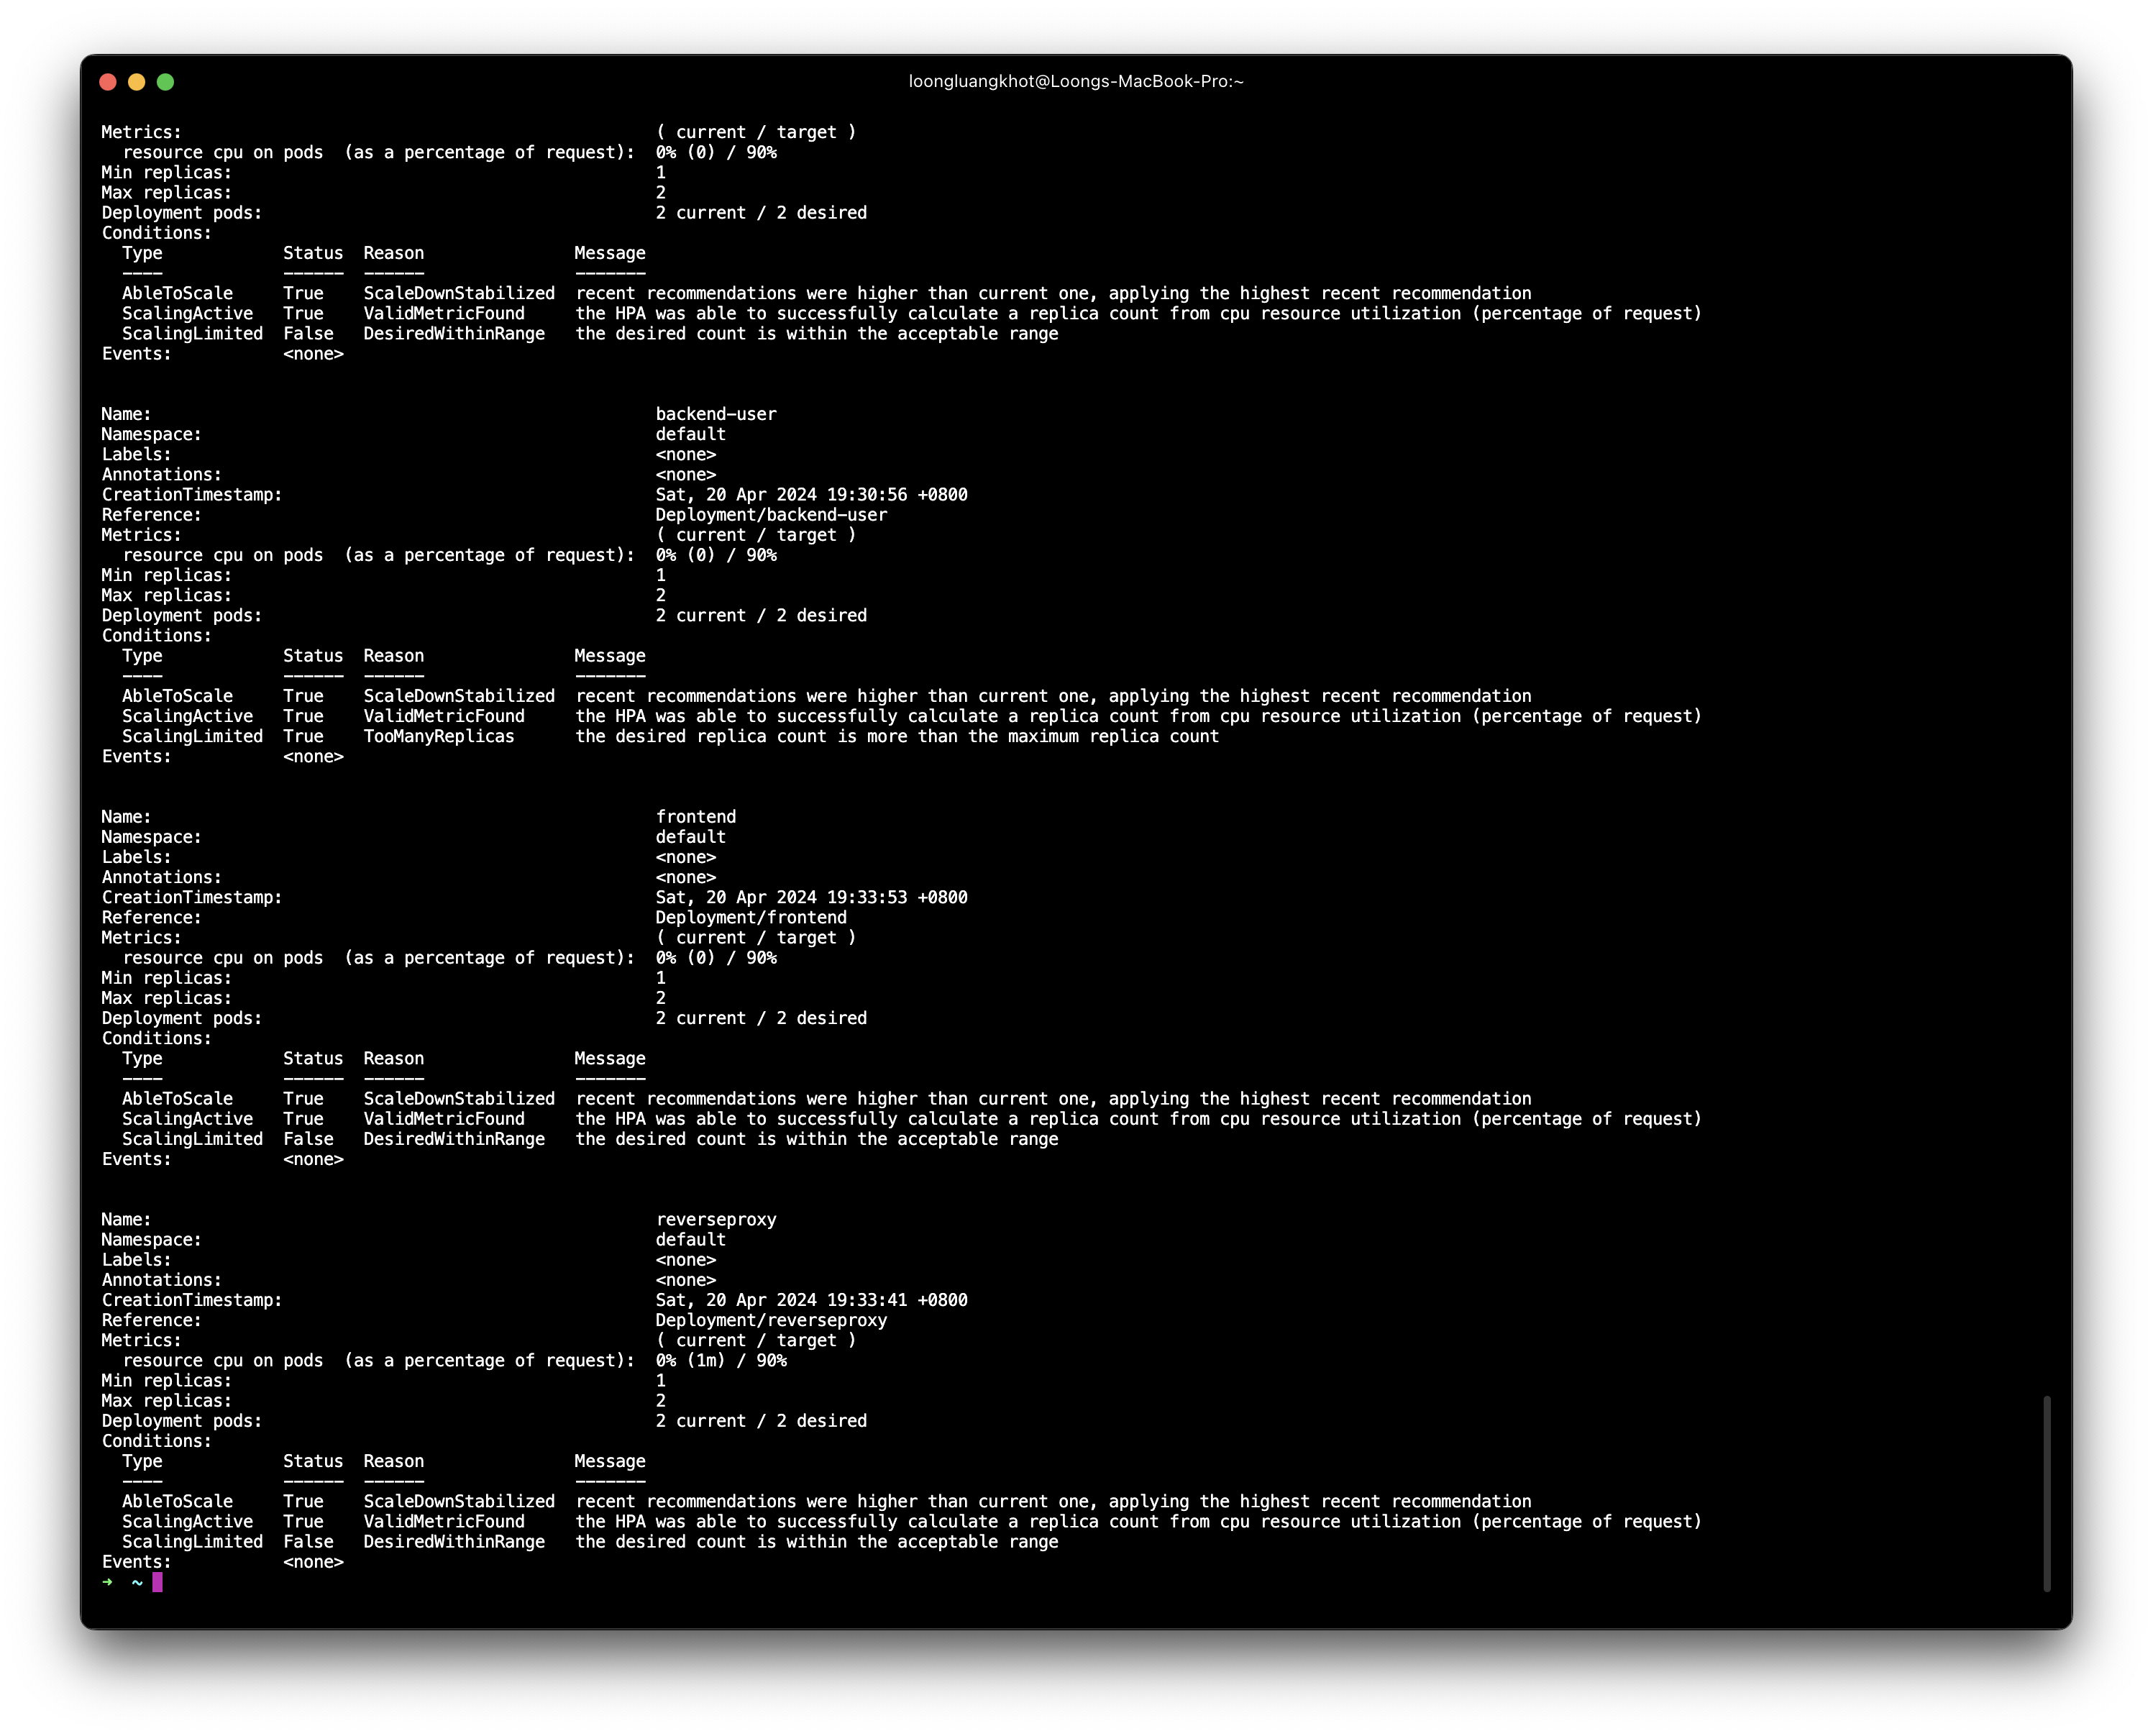 loongluangkhot@Loongs-MacBook-Pro:~
Metrics:                                               ( current / target )
  resource cpu on pods  (as a percentage of request):  0% (0) / 90%
Min replicas:                                          1
Max replicas:                                          2
Deployment pods:                                       2 current / 2 desired
Conditions:
  Type            Status  Reason               Message
  ----            ------  ------               -------
  AbleToScale     True    ScaleDownStabilized  recent recommendations were higher than current one, applying the highest recent recommendation
  ScalingActive   True    ValidMetricFound     the HPA was able to successfully calculate a replica count from cpu resource utilization (percentage of request)
  ScalingLimited  False   DesiredWithinRange   the desired count is within the acceptable range
Events:           <none>
Name:                                                  backend-user
Namespace:                                             default
Labels:                                                <none>
Annotations:                                           <none>
CreationTimestamp:                                     Sat, 20 Apr 2024 19:30:56 +0800
Reference:                                             Deployment/backend-user
Metrics:                                               ( current / target )
  resource cpu on pods  (as a percentage of request):  0% (0) / 90%
Min replicas:                                          1
Max replicas:                                          2
Deployment pods:                                       2 current / 2 desired
Conditions:
  Type            Status  Reason               Message
  ----            ------  ------               -------
  AbleToScale     True    ScaleDownStabilized  recent recommendations were higher than current one, applying the highest recent recommendation
  ScalingActive   True    ValidMetricFound     the HPA was able to successfully calculate a replica count from cpu resource utilization (percentage of request)
  ScalingLimited  True    TooManyReplicas      the desired replica count is more than the maximum replica count
Events:           <none>
Name:                                                  frontend
Namespace:                                             default
Labels:                                                <none>
Annotations:                                           <none>
CreationTimestamp:                                     Sat, 20 Apr 2024 19:33:53 +0800
Reference:                                             Deployment/frontend
Metrics:                                               ( current / target )
  resource cpu on pods  (as a percentage of request):  0% (0) / 90%
Min replicas:                                          1
Max replicas:                                          2
Deployment pods:                                       2 current / 2 desired
Conditions:
  Type            Status  Reason               Message
  ----            ------  ------               -------
  AbleToScale     True    ScaleDownStabilized  recent recommendations were higher than current one, applying the highest recent recommendation
  ScalingActive   True    ValidMetricFound     the HPA was able to successfully calculate a replica count from cpu resource utilization (percentage of request)
  ScalingLimited  False   DesiredWithinRange   the desired count is within the acceptable range
Events:           <none>
Name:                                                  reverseproxy
Namespace:                                             default
Labels:                                                <none>
Annotations:                                           <none>
CreationTimestamp:                                     Sat, 20 Apr 2024 19:33:41 +0800
Reference:                                             Deployment/reverseproxy
Metrics:                                               ( current / target )
  resource cpu on pods  (as a percentage of request):  0% (1m) / 90%
Min replicas:                                          1
Max replicas:                                          2
Deployment pods:                                       2 current / 2 desired
Conditions:
  Type            Status  Reason               Message
  ----            ------  ------               -------
  AbleToScale     True    ScaleDownStabilized  recent recommendations were higher than current one, applying the highest recent recommendation
  ScalingActive   True    ValidMetricFound     the HPA was able to successfully calculate a replica count from cpu resource utilization (percentage of request)
  ScalingLimited  False   DesiredWithinRange   the desired count is within the acceptable range
Events:           <none>
➜  ~